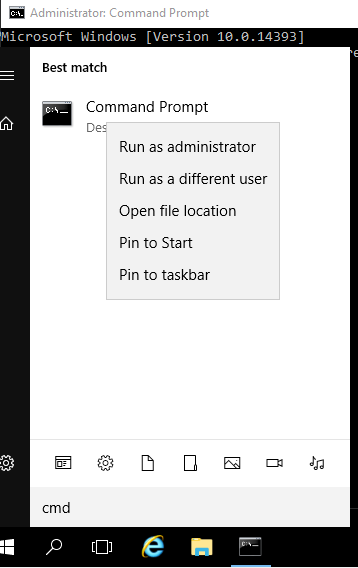 Administrator: Command Prompt
Microsoft Windows [Version 10.0.14393]
Best match
Command Prompt
Run as administrator
Run as a different user
Open file location
Pin to Start
Pin to taskbar
cmd